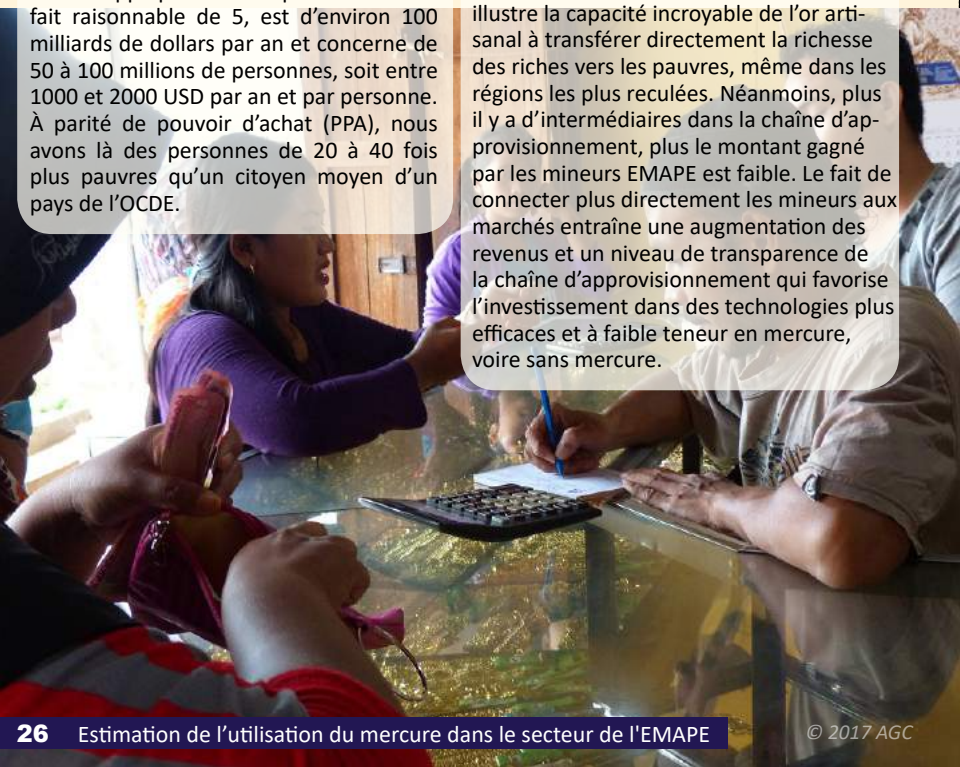 fait raisonnable de 5, est d’environ 100
milliards de dollars par an et concerne de
50 à 100 millions de personnes, soit entre
1000 et 2000 USD par an et par personne.
À parité de pouvoir d’achat (PPA), nous
avons là des personnes de 20 à 40 fois
plus pauvres qu’un citoyen moyen d’un
pays de l’OCDE.
illustre la capacité incroyable de l’or arti-
sanal à transférer directement la richesse
des riches vers les pauvres, même dans les
régions les plus reculées. Néanmoins, plus
il y a d’intermédiaires dans la chaîne d’ap-
provisionnement, plus le montant gagné
par les mineurs EMAPE est faible. Le fait de
connecter plus directement les mineurs aux
marchés entraîne une augmentation des
revenus et un niveau de transparence de
la chaîne d’approvisionnement qui favorise
l’investissement dans des technologies plus
efficaces et à faible teneur en mercure,
voire sans mercure.
26 Estimation de l’utilisation du mercure dans le secteur de l'EMAPE
© 2017 AGC